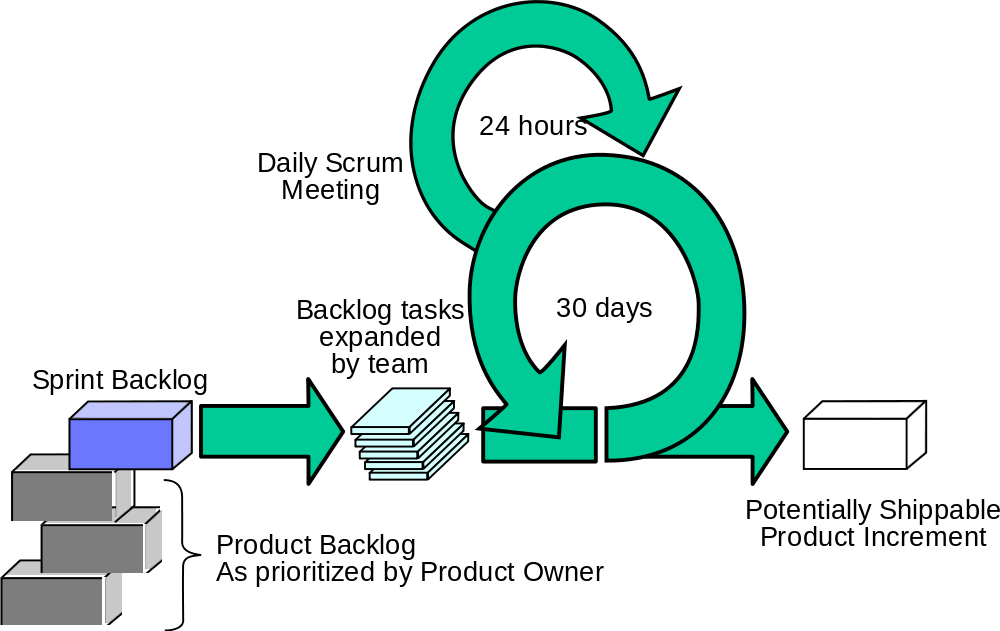 24 hours
Daily Scrum
Meeting
30 days
Backlog tasks
expanded
by team
Sprint Backlog
Potentially Shippable
Product Increment
Product Backlog
As prioritized by Product Owner